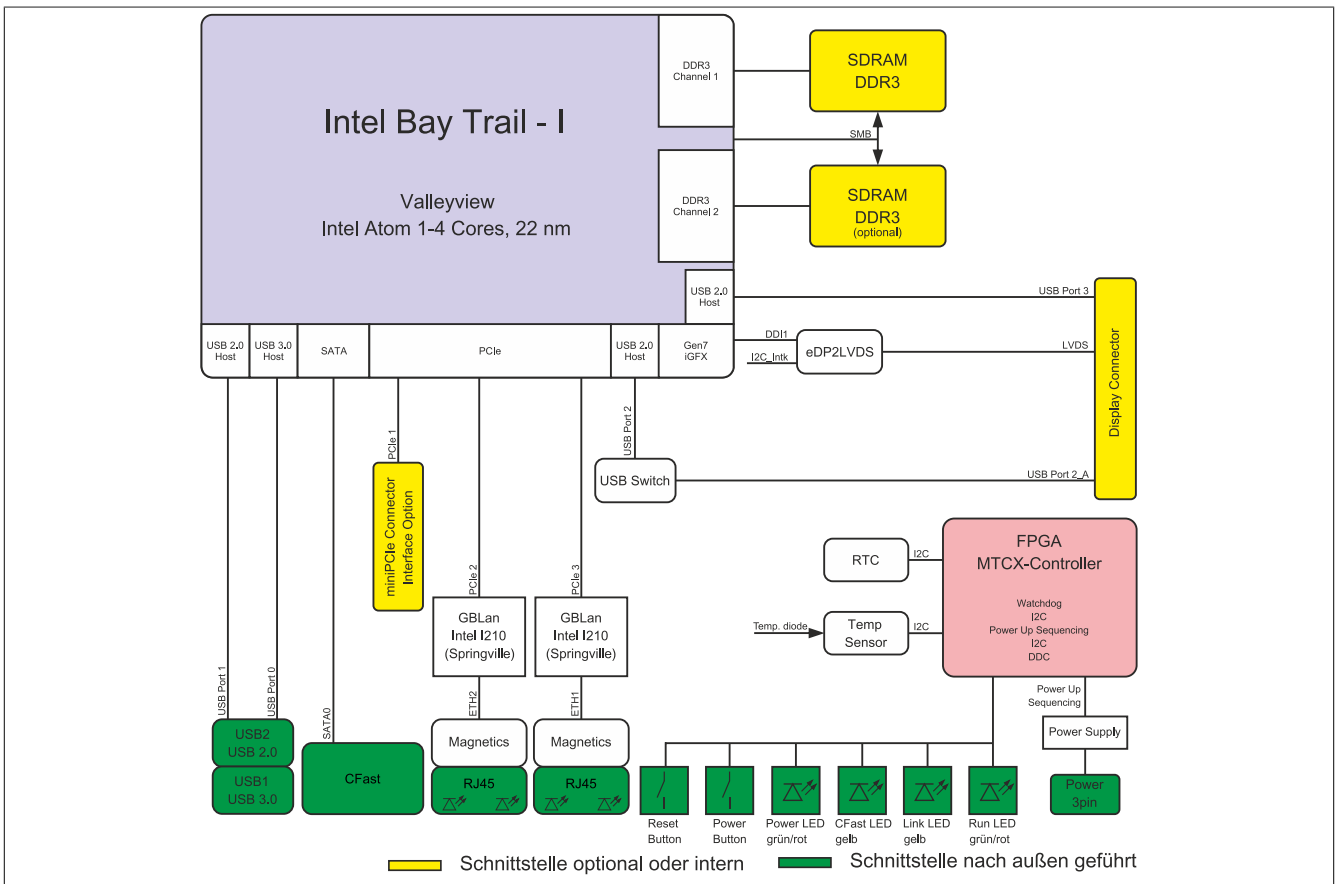 Intel Bay Trail - I
Valleyview
Intel Atom 1-4 Cores, 22 nm
DDR3
Channel 1
DDR3
Channel 2
SDRAM
DDR3
SMB
SDRAM
DDR3
(optional)
USB 2.0
Host
USB Port 3
USB 2.0
Host
USB 3.0
Host
SATA
PCIe
USB 2.0
Host
Gen7
iGFX
DDI1
I2C_Intk
eDP2LVDS
LVDS
Display Connector
USB Port 2
USB Switch
USB Port 2_A
PCIe 1
miniPCIe Connector
Interface Option
PCIe 2
PCIe 3
GBLan
Intel I210
(Springville)
GBLan
Intel I210
(Springville)
RTC
I2C
Temp. diode
Temp
Sensor
I2C
FPGA
MTCX-Controller
Watchdog
I2C
Power Up Sequencing
I2C
DDC
Power Up
Sequencing
Power Supply
Power
3pin
USB Port 1
USB Port 0
SATA0
ETH2
ETH1
USB2
USB 2.0
USB1
USB 3.0
CFast
Magnetics
RJ45
Magnetics
RJ45
Reset
Button
Power
Button
Power LED
grün/rot
CFast LED
gelb
Link LED
gelb
Run LED
grün/rot
Schnittstelle optional oder intern
Schnittstelle nach außen geführt